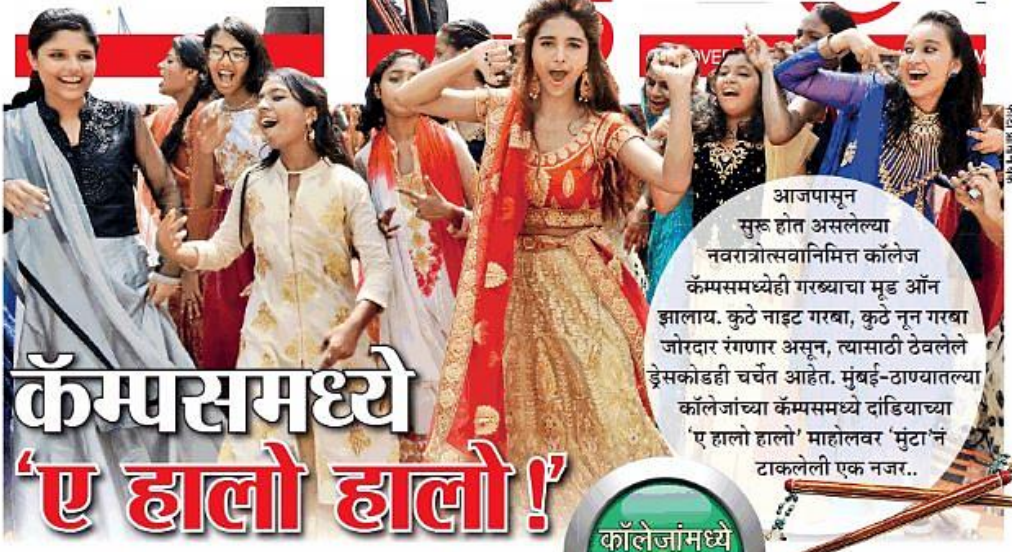 आजपासून
सुरू होत असलेल्या
नवरात्रोत्सवानिमित्त कॉलेज
कॅम्पसमध्येही गरब्याचा मूड ऑन
झालाय. कुठे नाइट गरबा, कुठे नून गरबा
जोरदार रंगणार असून, त्यासाठी ठेवलेले
ड्रेसकोडही चर्चेत आहेत. मुंबई-ठाण्यातल्या
कॉलेजांच्या कॅम्पसमध्ये दांडियाच्या
'ए हालो हालो' माहोलवर 'मुंटा'नं
टाकलेली एक नजर..
कॅम्पसमध्ये
'ए हालो हालो!'
कॉलेजांमध्ये